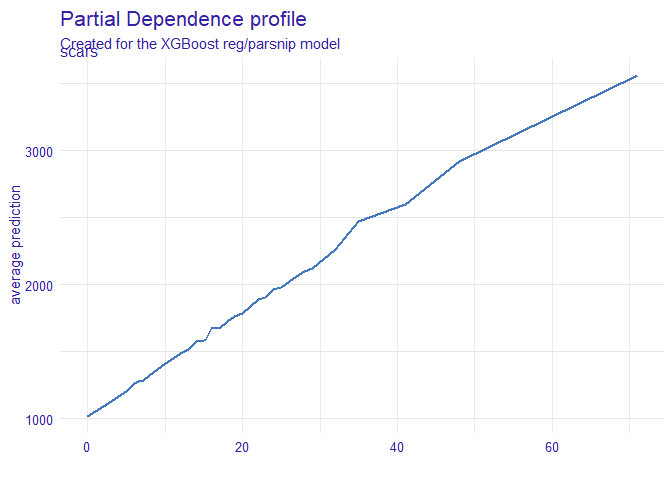 Partial Dependence profile
Created for the XGBoost reg/parsnip model
scars
average prediction
3000
2000
1000
0
20
40
60